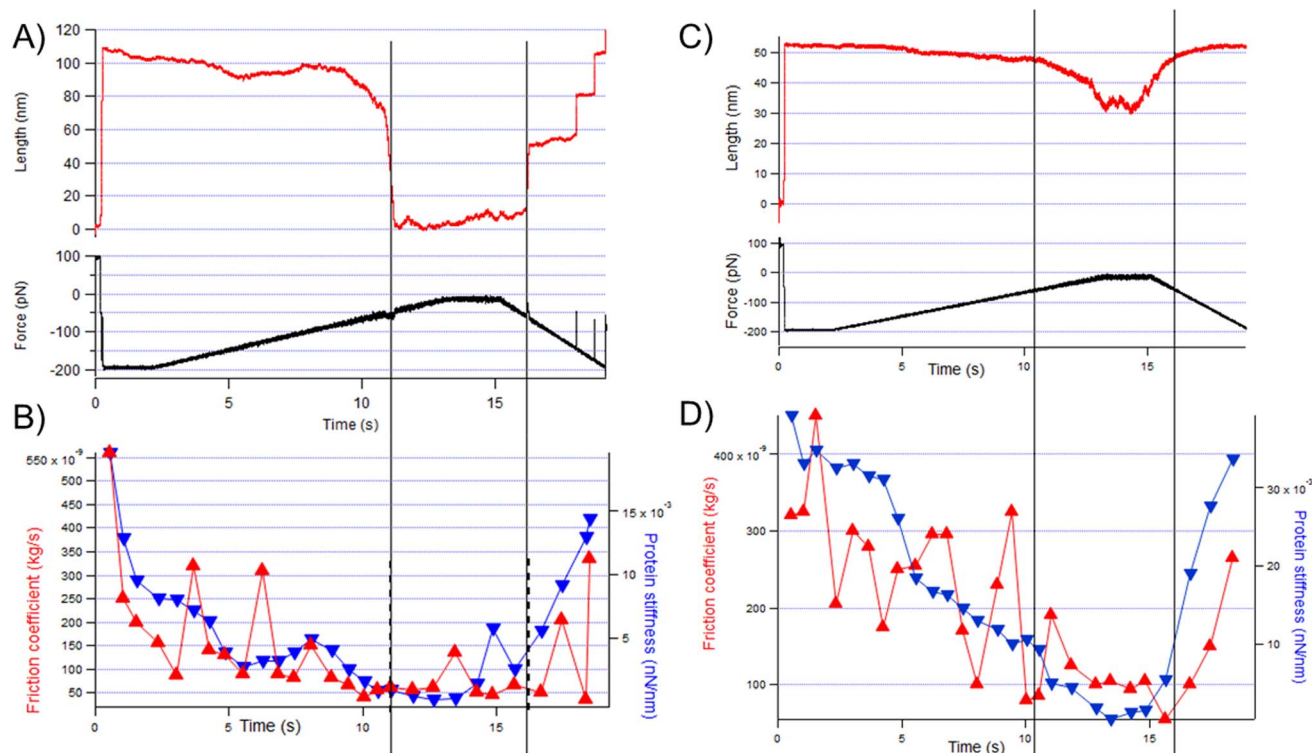 A)
120
100
80
60
40
20
0
Length (nm)
100
0
-100
-200
Force (pN)
0 5 10 15
Time (s)
B)
550 x 10⁻⁹
500
450
400
350
300
250
200
150
100
50
Friction coefficient (kg/s)
15 x 10⁻³
10
5
Protein stiffness (nN/nm)
0 5 10 15
Time (s)
C)
50
40
30
20
10
0
Length (nm)
100
0
-100
-200
Force (pN)
0 5 10 15
Time (s)
D)
400 x 10⁻⁹
300
200
100
Friction coefficient (kg/s)
30 x 10⁻³
20
10
Protein stiffness (nN/nm)
0 5 10 15
Time (s)